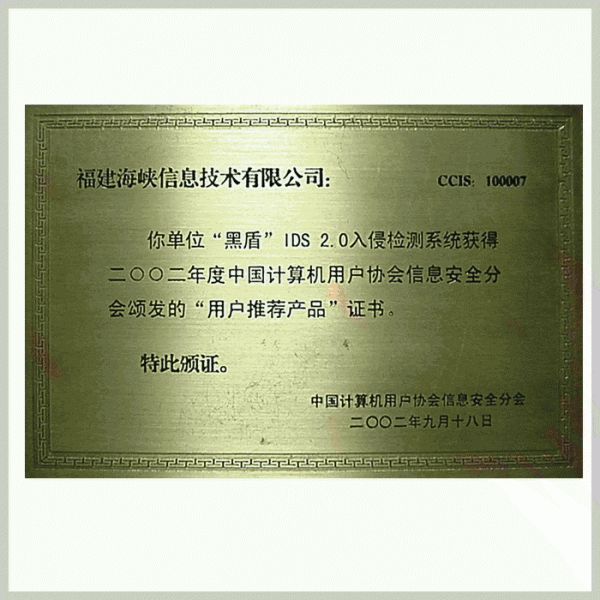 福建海峡信息技术有限公司： CCIS：100007
你单位“黑盾”IDS 2.0入侵检测系统获得
二〇〇二年度中国计算机用户协会信息安全分
会颁发的“用户推荐产品”证书。
特此颁证。
中国计算机用户协会信息安全分会
二〇〇二年九月十八日